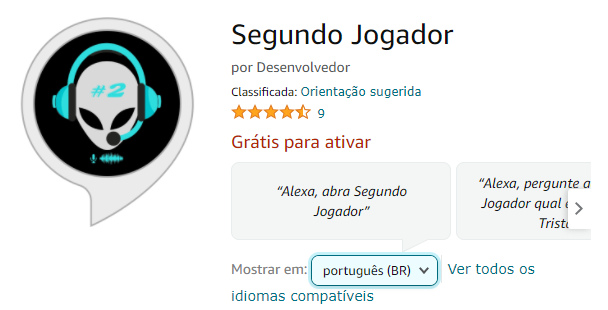 #2
Segundo Jogador
por Desenvolvedor
Classificada: Orientação sugerida
9
Grátis para ativar
“Alexa, abra Segundo
Jogador”
“Alexa, pergunte a
Jogador qual
Mostrar em: português (BR) Ver todos os
idiomas compatíveis